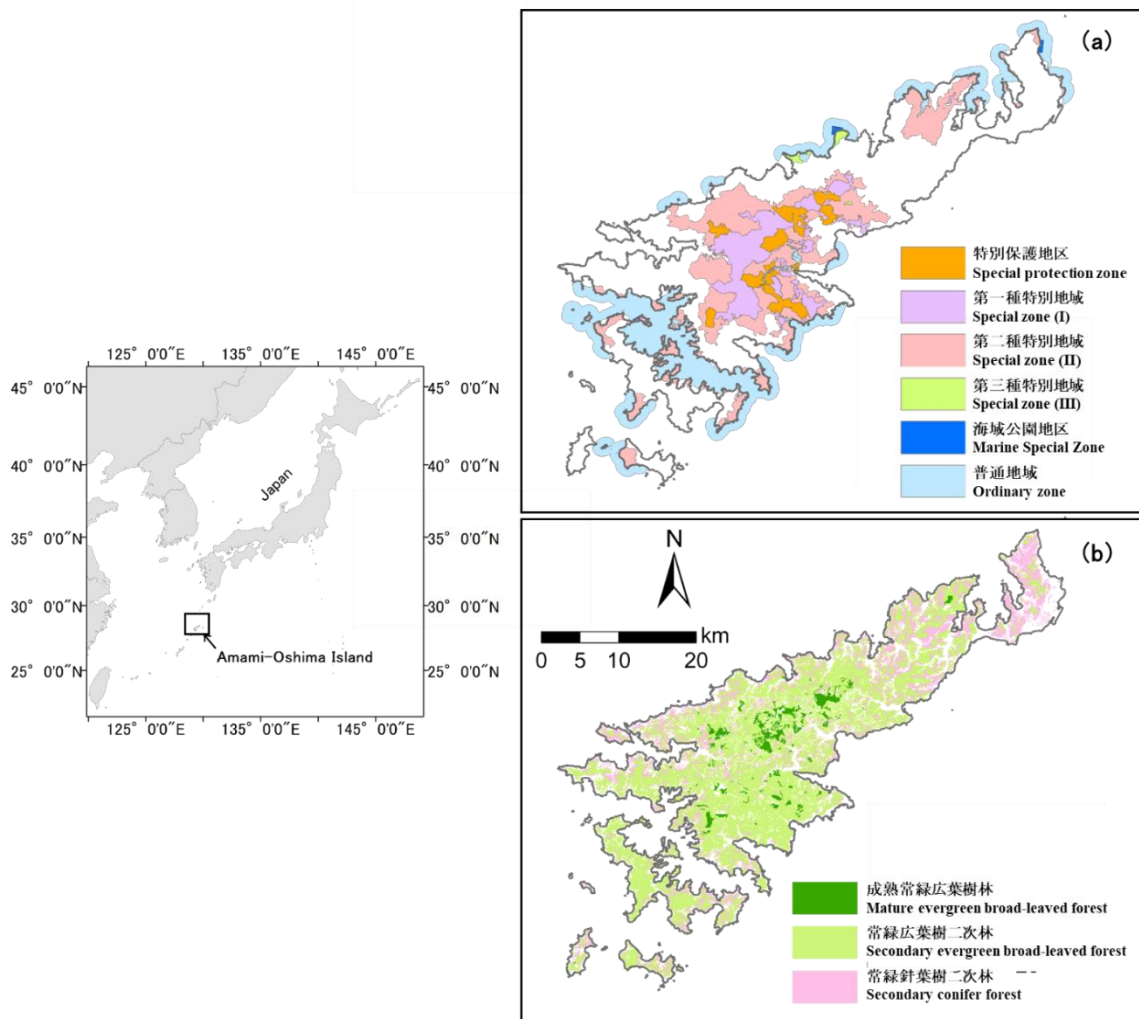 (a)
特別保護地区
Special protection zone
第一種特別地域
Special zone (I)
第二種特別地域
Special zone (II)
第三種特別地域
Special zone (III)
海域公園地区
Marine Special Zone
普通地域
Ordinary zone
125° 0'0"E 135° 0'0"E 145° 0'0"E
45° 0'0"N 45° 0'0"N
40° 0'0"N 40° 0'0"N
Japan
35° 0'0"N 35° 0'0"N
30° 0'0"N 30° 0'0"N
Amami-Oshima Island
25° 0'0"N 25° 0'0"N
125° 0'0"E 135° 0'0"E 145° 0'0"E
(b)
N
km
0 5 10 20
成熟常緑広葉樹林
Mature evergreen broad-leaved forest
常緑広葉樹二次林
Secondary evergreen broad-leaved forest
常緑針葉樹二次林
Secondary conifer forest